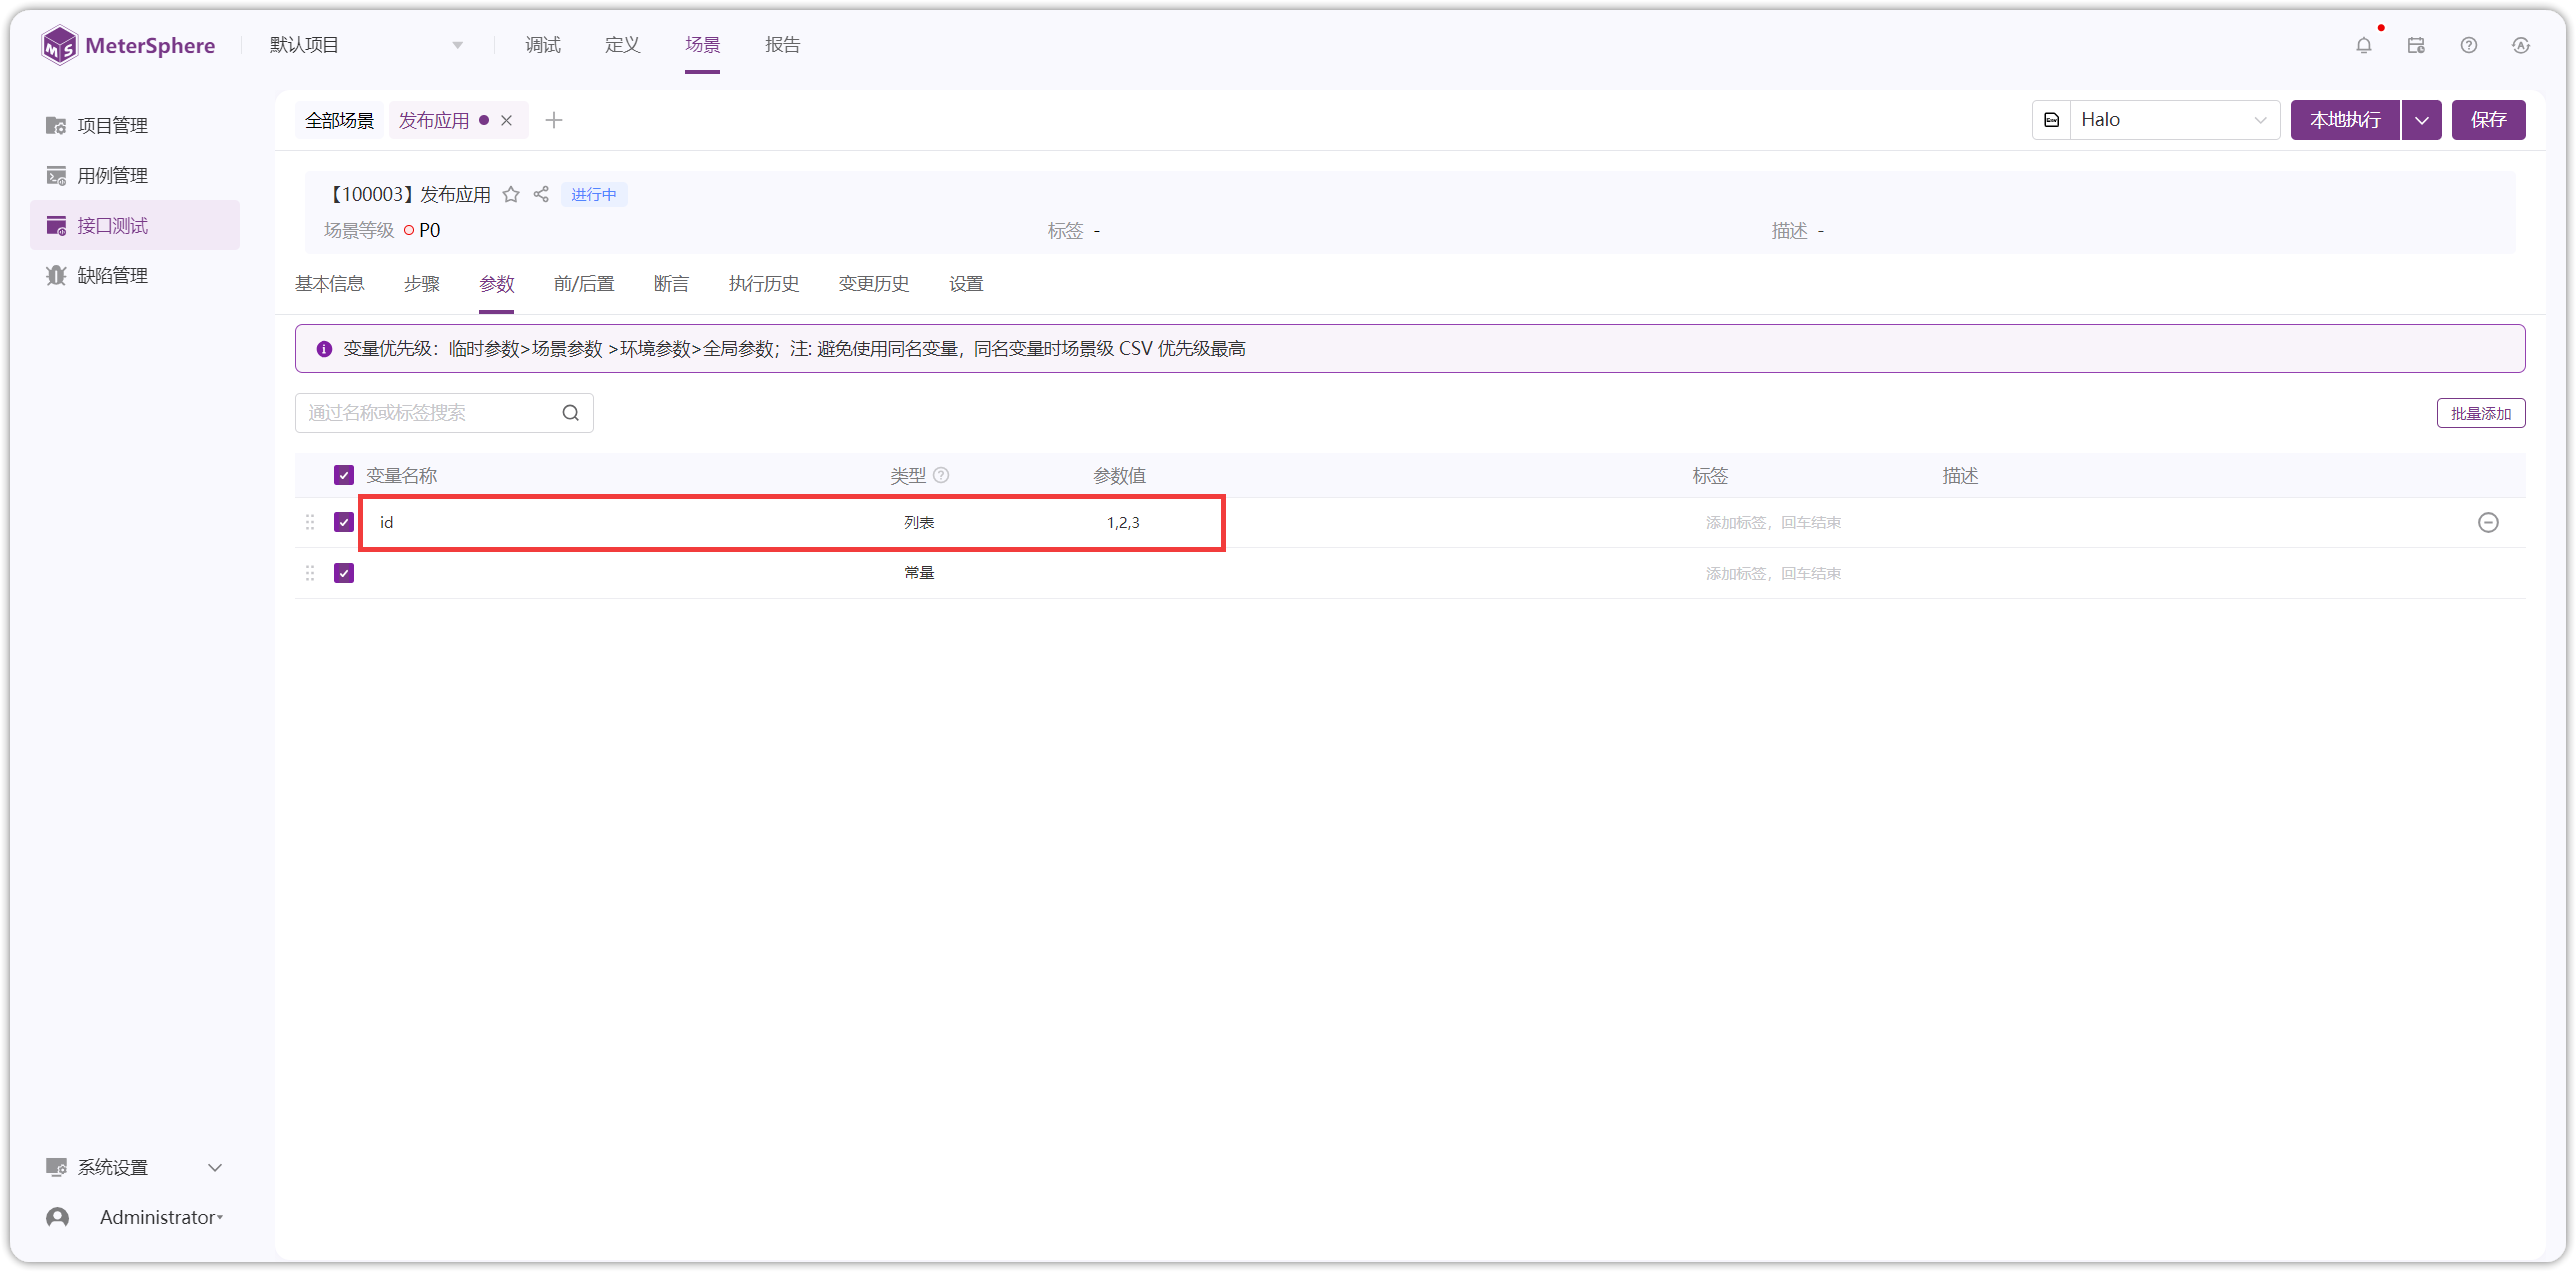 MeterSphere 默认项目 调试 定义 场景 报告
项目管理
用例管理
接口测试
缺陷管理
系统设置
Administrator
全部场景 发布应用 Halo 本地执行 保存
【100003】发布应用 进行中
场景等级 P0 标签 - 描述 -
基本信息 步骤 参数 前/后置 断言 执行历史 变更历史 设置
变量优先级：临时参数>场景参数 >环境参数>全局参数；注: 避免使用同名变量，同名变量时场景级 CSV 优先级最高
通过名称或标签搜索 批量添加
变量名称 类型 参数值 标签 描述
id 列表 1,2,3 添加标签，回车结束
常量 添加标签，回车结束